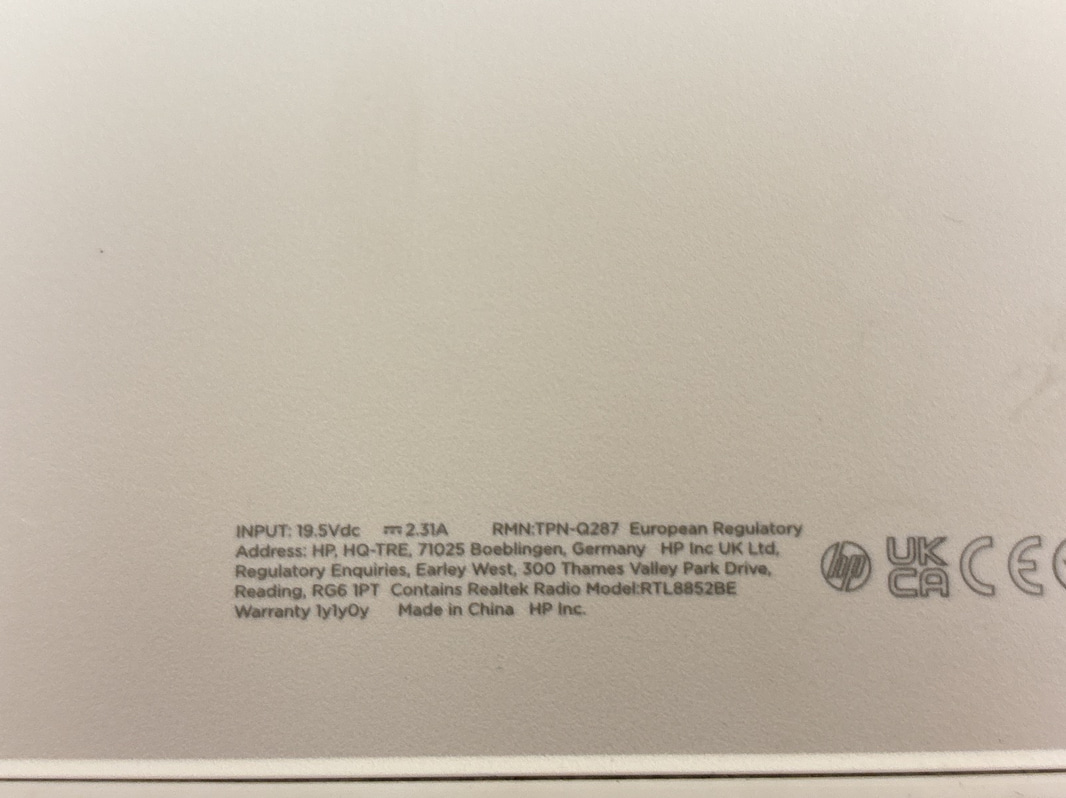 INPUT: 19.5Vdc ⎓ 2.31A RMN:TPN-Q287 European Regulatory
Address: HP, HQ-TRE, 71025 Boeblingen, Germany HP Inc UK Ltd,
Regulatory Enquiries, Earley West, 300 Thames Valley Park Drive,
Reading, RG6 1PT Contains Realtek Radio Model:RTL8852BE
Warranty 1y1y0y Made in China HP Inc.
hp UK CA CE